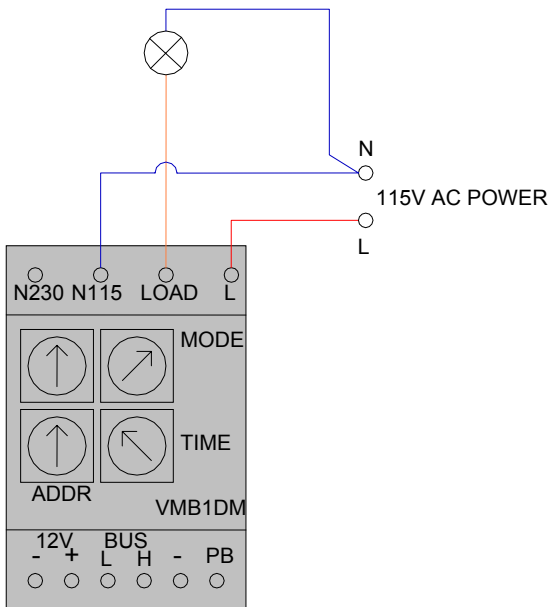 N
115V AC POWER
L
N230 N115 LOAD L
MODE
TIME
ADDR
VMB1DM
12V BUS
- + L H - PB